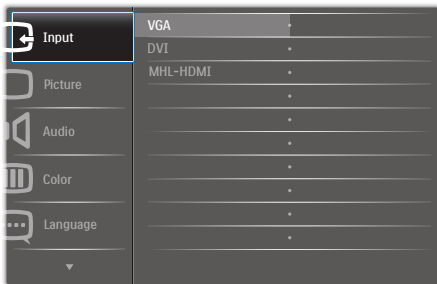 Input
Picture
Audio
Color
Language
VGA
DVI
MHL-HDMI